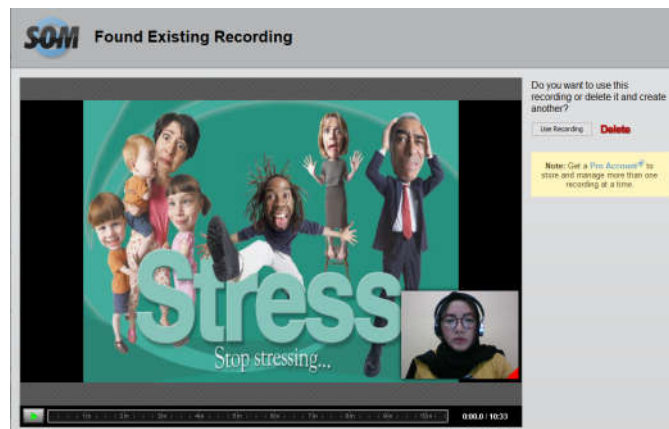 SOM Found Existing Recording
Do you want to use this
recording or delete it and create
another?
Use Recording Delete
Note: Get a Pro Account to
store and manage more than one
recording at a time.
Stress
Stop stressing...
0:00.0 / 10:33